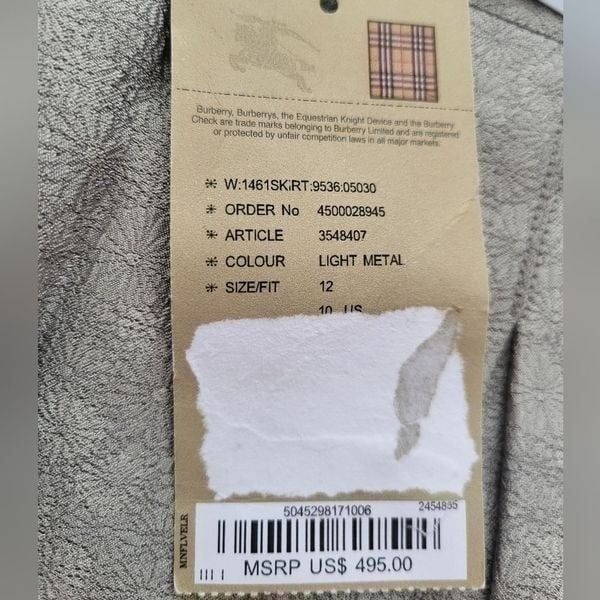 Burberry, Burberrys, the Equestrian Knight Device and the Burberry
Check are trade marks belonging to Burberry Limited and are registered
or protected by unfair competition laws in all major markets.
W:1461SKiRT:9536:05030
ORDER No 4500028945
ARTICLE 3548407
COLOUR LIGHT METAL
SIZE/FIT 12
10 US
5045298171006 2454855
MNFLVELR
MSRP US$ 495.00